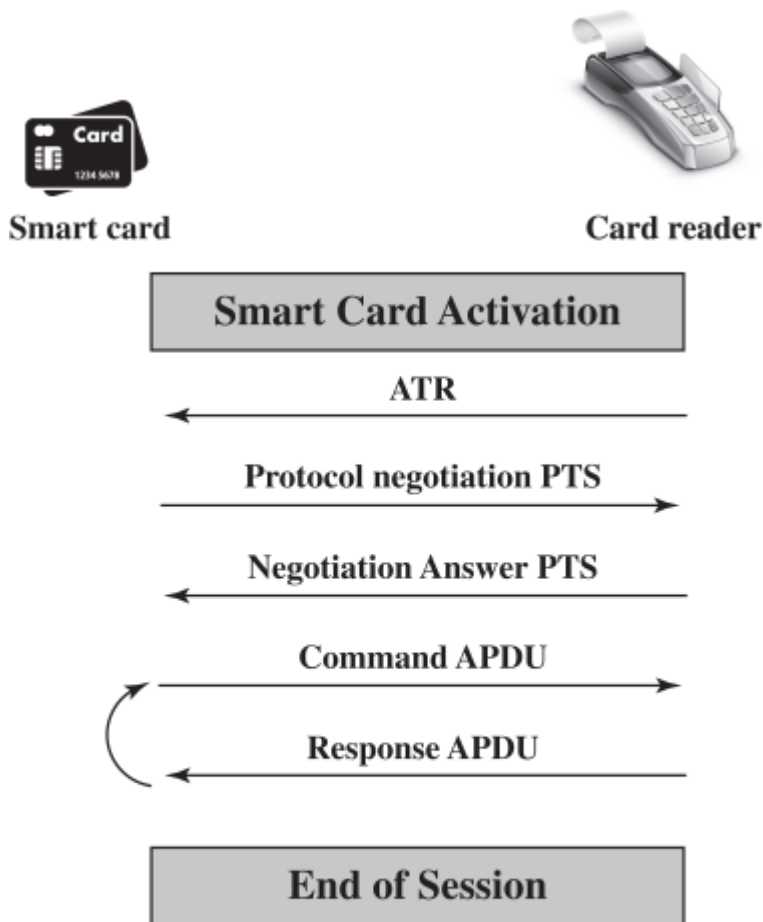 Card
1234 5678
Smart card
Card reader
Smart Card Activation
ATR
Protocol negotiation PTS
Negotiation Answer PTS
Command APDU
Response APDU
End of Session